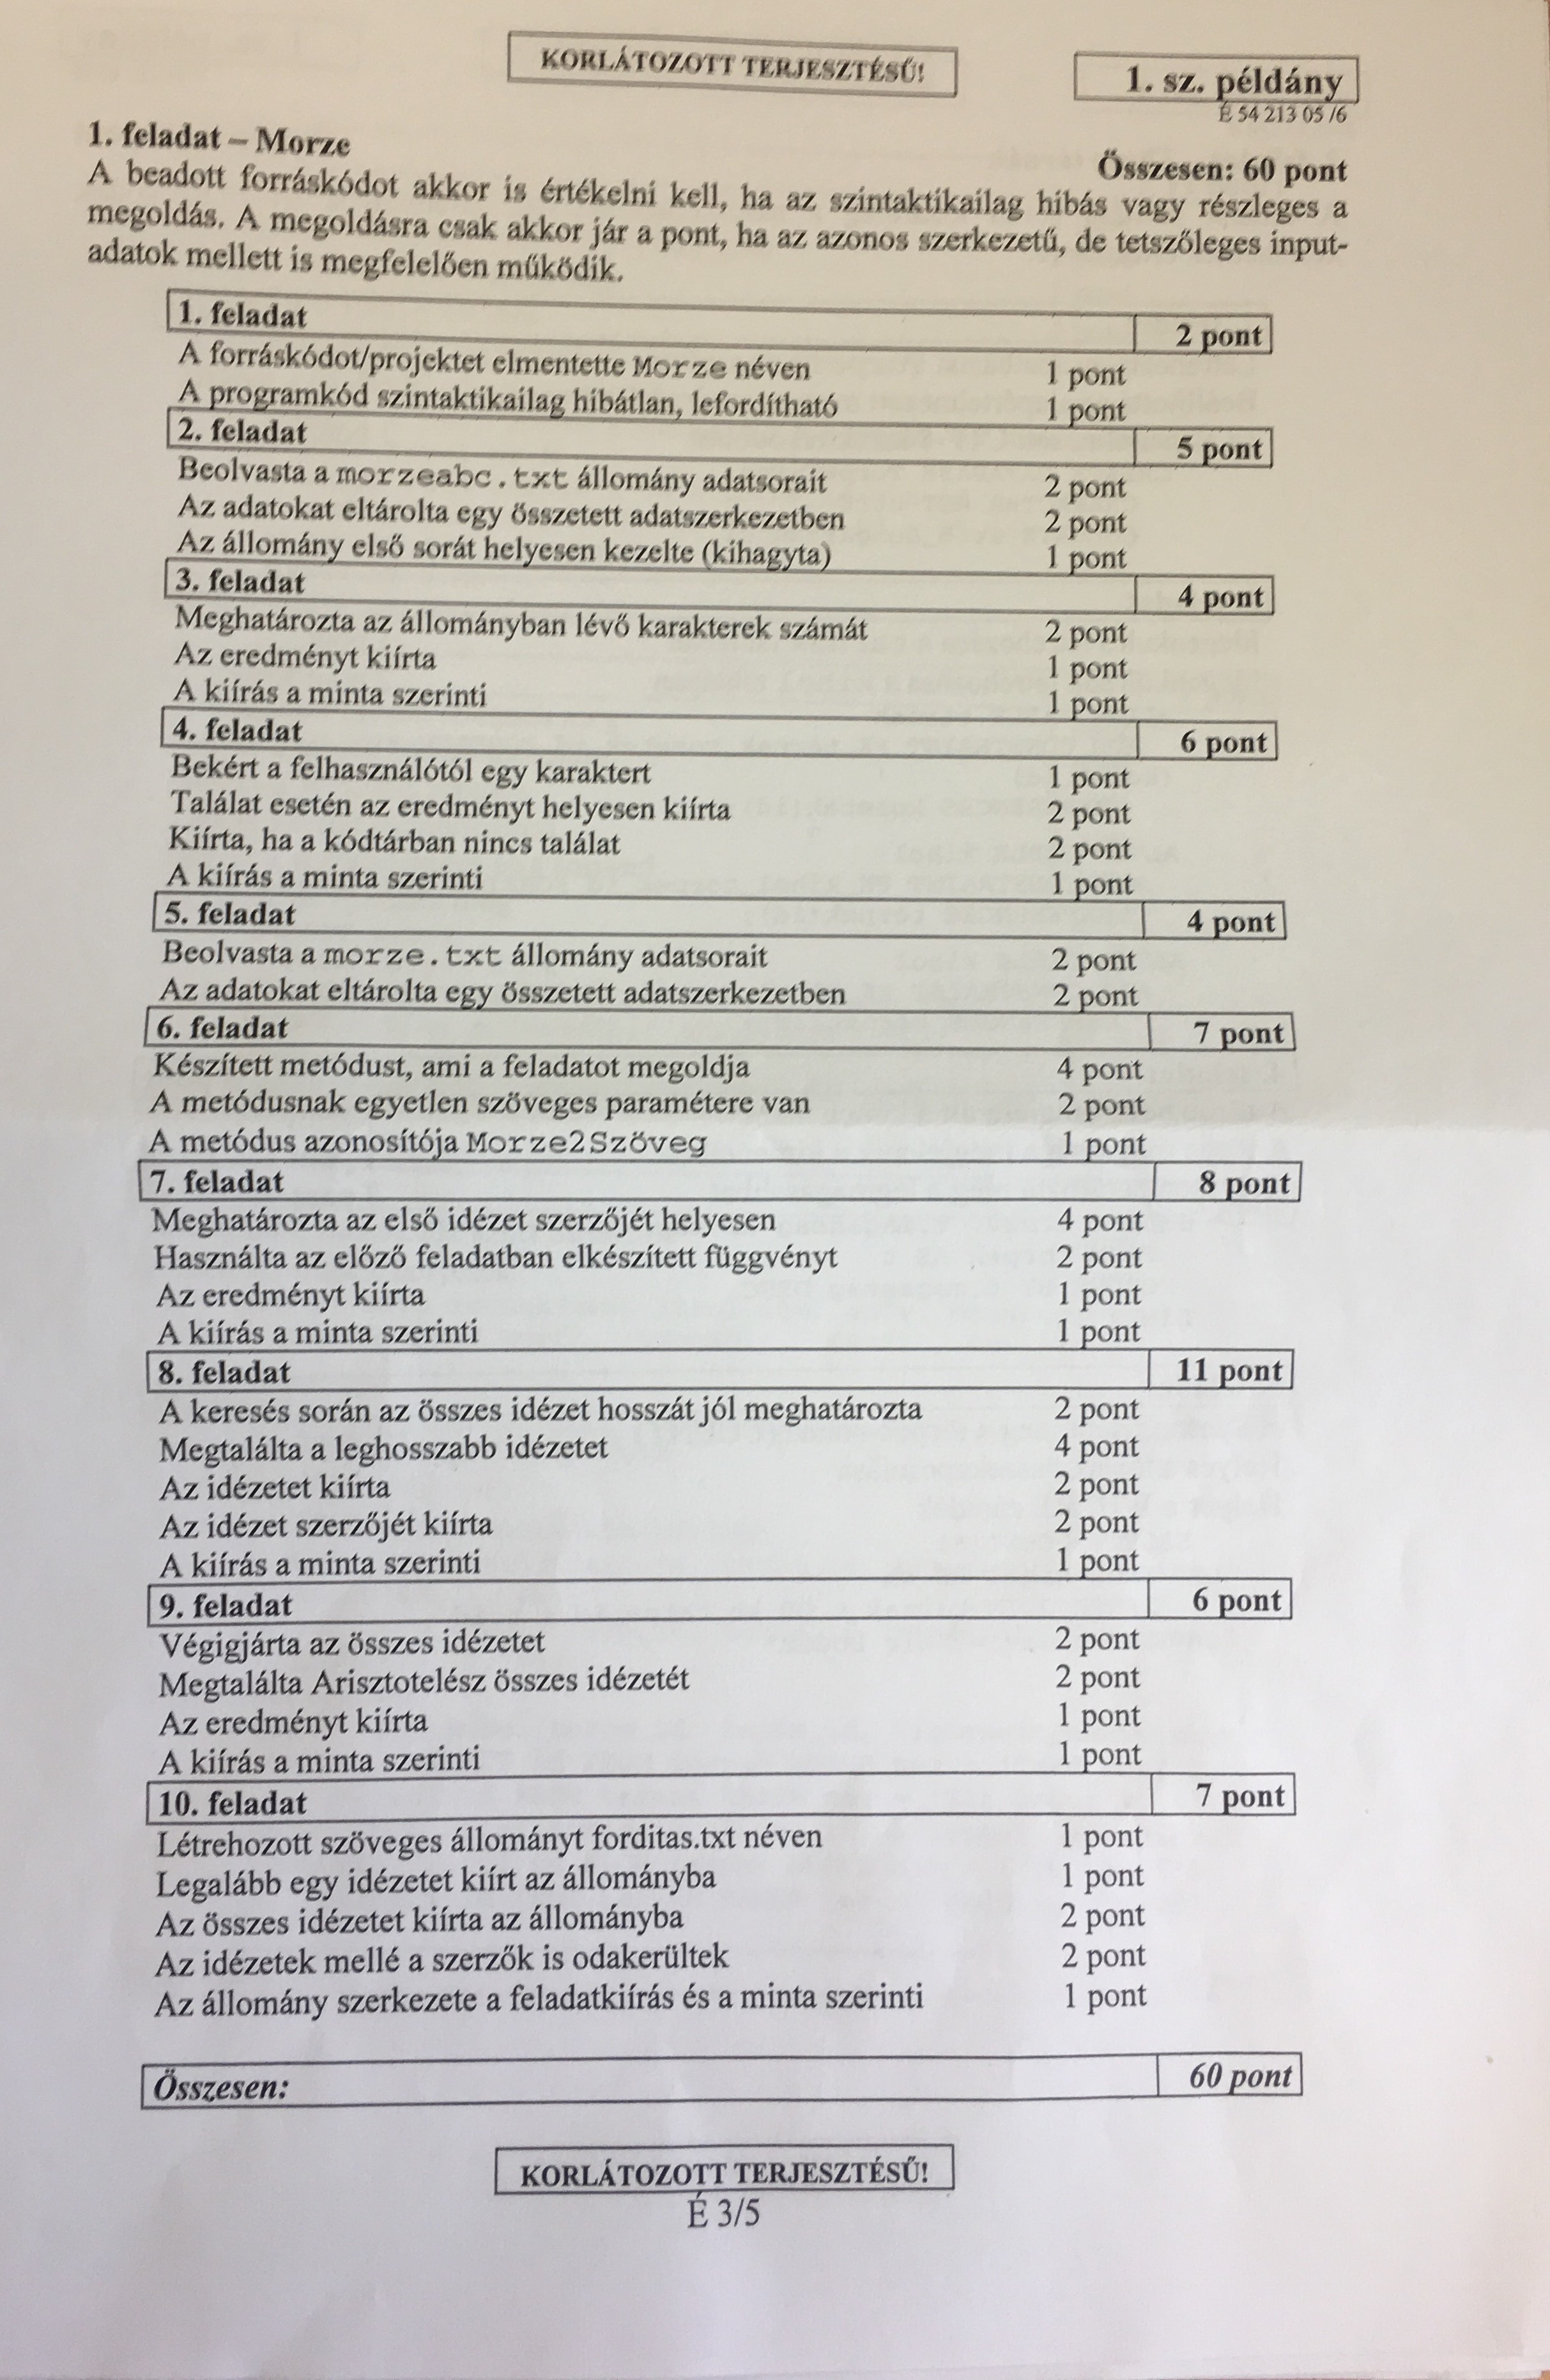 KORLÁTOZOTT TERJESZTÉSŰ!
1. sz. példány
É 54 213 05 /6
1. feladat – Morze
Összesen: 60 pont
A beadott forráskódot akkor is értékelni kell, ha az szintaktikailag hibás vagy részleges a
megoldás. A megoldásra csak akkor jár a pont, ha az azonos szerkezetű, de tetszőleges input-
adatok mellett is megfelelően működik.
1. feladat 2 pont
A forráskódot/projektet elmentette Morze néven 1 pont
A programkód szintaktikailag hibátlan, lefordítható 1 pont
2. feladat 5 pont
Beolvasta a morzeabc.txt állomány adatsorait 2 pont
Az adatokat eltárolta egy összetett adatszerkezetben 2 pont
Az állomány első sorát helyesen kezelte (kihagyta) 1 pont
3. feladat 4 pont
Meghatározta az állományban lévő karakterek számát 2 pont
Az eredményt kiírta 1 pont
A kiírás a minta szerinti 1 pont
4. feladat 6 pont
Bekért a felhasználótól egy karaktert 1 pont
Találat esetén az eredményt helyesen kiírta 2 pont
Kiírta, ha a kódtárban nincs találat 2 pont
A kiírás a minta szerinti 1 pont
5. feladat 4 pont
Beolvasta a morze.txt állomány adatsorait 2 pont
Az adatokat eltárolta egy összetett adatszerkezetben 2 pont
6. feladat 7 pont
Készített metódust, ami a feladatot megoldja 4 pont
A metódusnak egyetlen szöveges paramétere van 2 pont
A metódus azonosítója Morze2Szöveg 1 pont
7. feladat 8 pont
Meghatározta az első idézet szerzőjét helyesen 4 pont
Használta az előző feladatban elkészített függvényt 2 pont
Az eredményt kiírta 1 pont
A kiírás a minta szerinti 1 pont
8. feladat 11 pont
A keresés során az összes idézet hosszát jól meghatározta 2 pont
Megtalálta a leghosszabb idézetet 4 pont
Az idézetet kiírta 2 pont
Az idézet szerzőjét kiírta 2 pont
A kiírás a minta szerinti 1 pont
9. feladat 6 pont
Végigjárta az összes idézetet 2 pont
Megtalálta Arisztotelész összes idézetét 2 pont
Az eredményt kiírta 1 pont
A kiírás a minta szerinti 1 pont
10. feladat 7 pont
Létrehozott szöveges állományt forditas.txt néven 1 pont
Legalább egy idézetet kiírt az állományba 1 pont
Az összes idézetet kiírta az állományba 2 pont
Az idézetek mellé a szerzők is odakerültek 2 pont
Az állomány szerkezete a feladatkiírás és a minta szerinti 1 pont
Összesen: 60 pont
KORLÁTOZOTT TERJESZTÉSŰ!
É 3/5